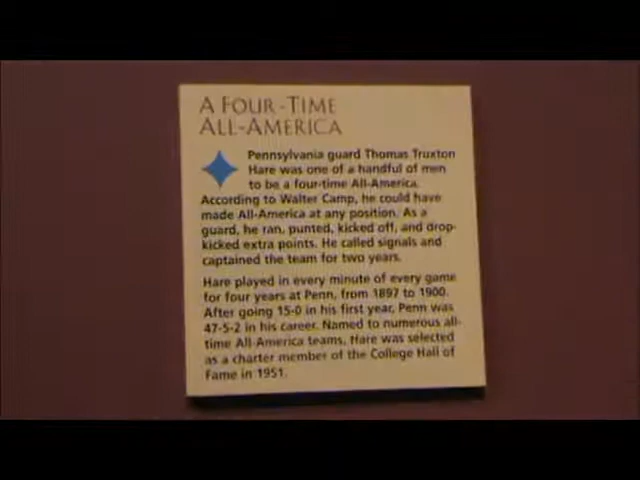 A FOUR-TIME
ALL-AMERICA
Pennsylvania guard Thomas Truxton
Hare was one of a handful of men
to be a four-time All-America.
According to Walter Camp, he could have
made All-America at any position. As a
guard, he ran, punted, kicked off, and drop-
kicked extra points. He called signals and
captained the team for two years.
Hare played in every minute of every game
for four years at Penn, from 1897 to 1900.
After going 15-0 in his first year, Penn was
47-5-2 in his career. Named to numerous all-
time All-America teams, Hare was selected
as a charter member of the College Hall of
Fame in 1951.